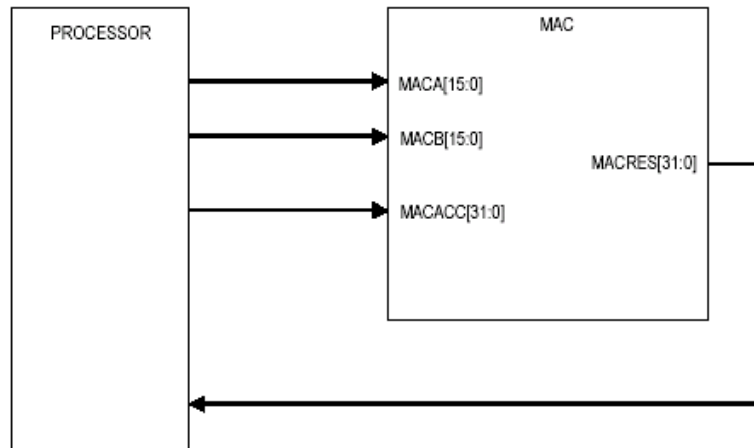 PROCESSOR
MAC
MACA[15:0]
MACB[15:0]
MACRES[31:0]
MACACC[31:0]